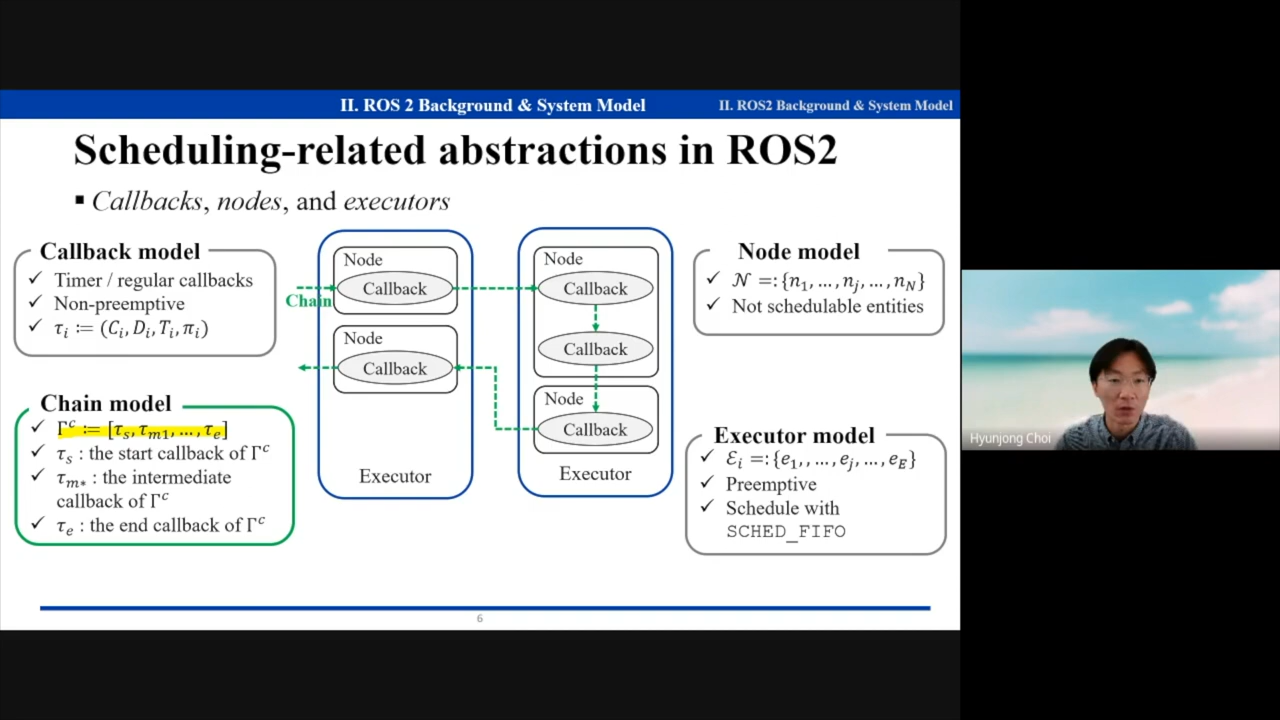 II. ROS 2 Background & System Model
II. ROS2 Background & System Model
Scheduling-related abstractions in ROS2
▪ Callbacks, nodes, and executors
Callback model
✓ Timer / regular callbacks
✓ Non-preemptive
✓ τᵢ ≔ (Cᵢ, Dᵢ, Tᵢ, πᵢ)
Chain model
✓ Γᶜ ≔ [τₛ, τₘ₁, …, τₑ]
✓ τₛ : the start callback of Γᶜ
✓ τₘ* : the intermediate
callback of Γᶜ
✓ τₑ : the end callback of Γᶜ
Chain
Node
Callback
Node
Callback
Executor
Node
Callback
Callback
Node
Callback
Executor
Node model
✓ 𝒩 =: {n₁, …, nⱼ, …, n_N}
✓ Not schedulable entities
Executor model
✓ ℰᵢ =: {e₁,, …, eⱼ, …, e_E}
✓ Preemptive
✓ Schedule with
SCHED_FIFO
6
Hyunjong Choi